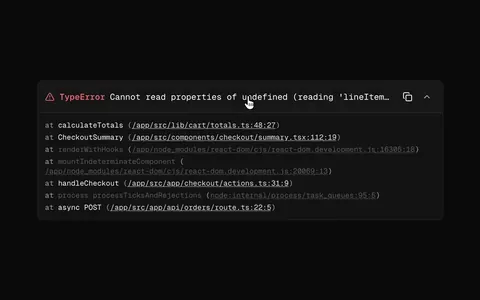 TypeError Cannot read properties of undefined (reading 'lineItem…
at calculateTotals (/app/src/lib/cart/totals.ts:48:27)
at CheckoutSummary (/app/src/components/checkout/summary.tsx:112:19)
at renderWithHooks (/app/node_modules/react-dom/cjs/react-dom.development.js:16305:18)
at mountIndeterminateComponent (
/app/node_modules/react-dom/cjs/react-dom.development.js:20069:13)
at handleCheckout (/app/src/app/checkout/actions.ts:31:9)
at process processTicksAndRejections (node:internal/process/task_queues:95:5)
at async POST (/app/src/app/api/orders/route.ts:22:5)